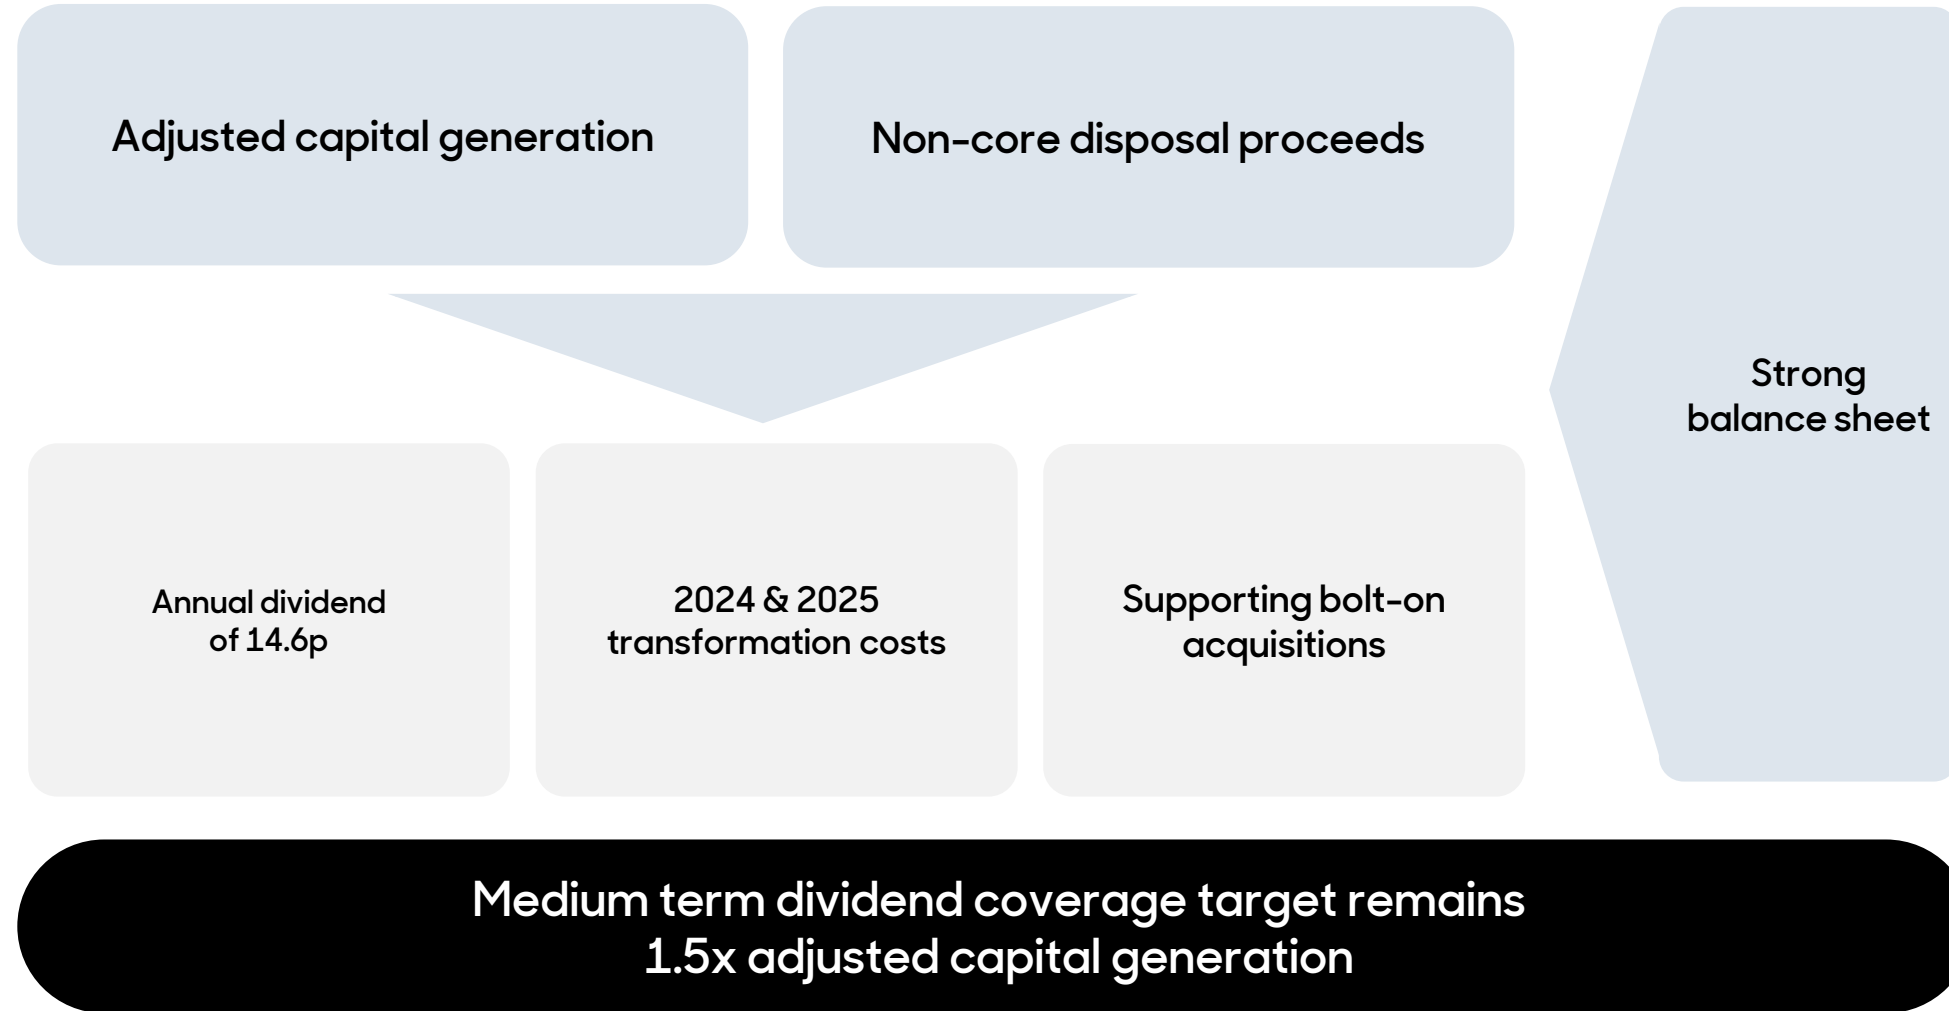 Adjusted capital generation
Non-core disposal proceeds
Strong
balance sheet
Annual dividend
of 14.6p
2024 & 2025
transformation costs
Supporting bolt-on
acquisitions
Medium term dividend coverage target remains
1.5x adjusted capital generation